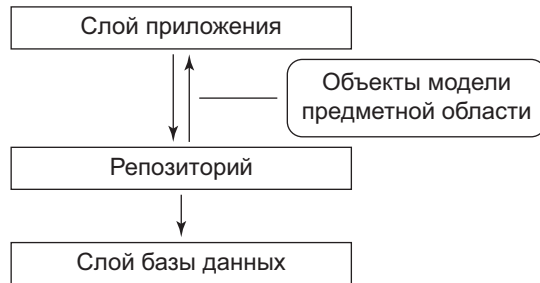 Слой приложения
Объекты модели
предметной области
Репозиторий
Слой базы данных